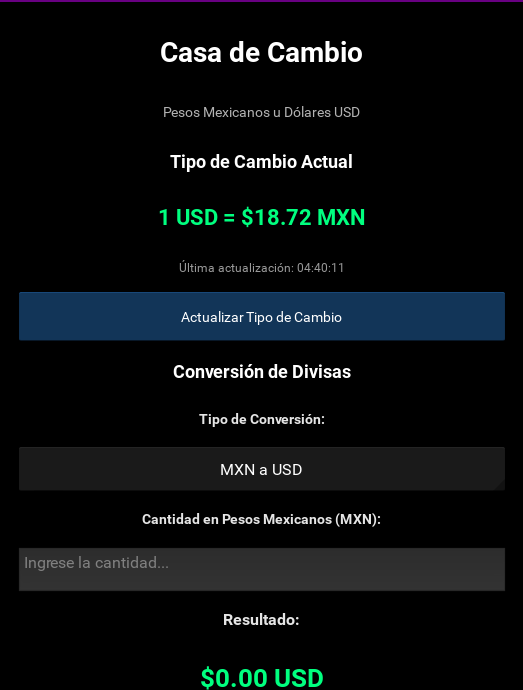 Casa de Cambio
Pesos Mexicanos u Dólares USD
Tipo de Cambio Actual
1 USD = $18.72 MXN
Última actualización: 04:40:11
Actualizar Tipo de Cambio
Conversión de Divisas
Tipo de Conversión:
MXN a USD
Cantidad en Pesos Mexicanos (MXN):
Ingrese la cantidad...
Resultado:
$0.00 USD